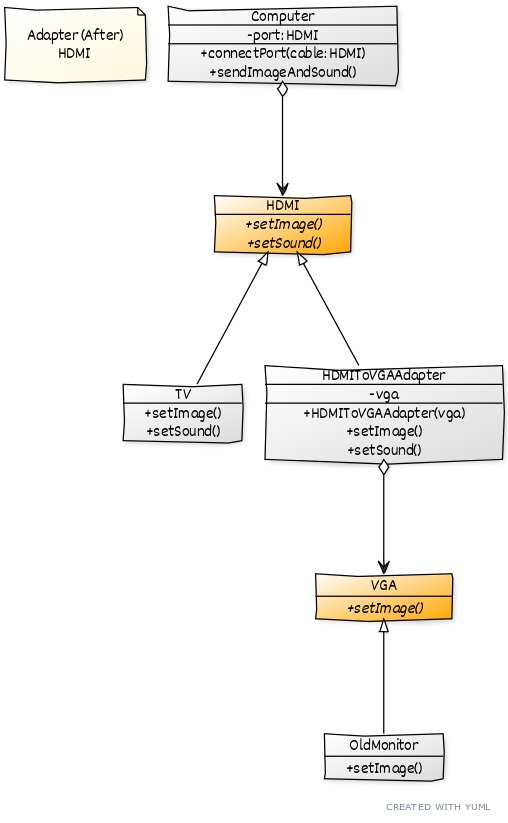 Adapter (After)
HDMI
Computer
-port: HDMI
+connectPort(cable: HDMI)
+sendImageAndSound()
HDMI
+setImage()
+setSound()
TV
+setImage()
+setSound()
HDMIToVGAAdapter
-vga
+HDMIToVGAAdapter(vga)
+setImage()
+setSound()
VGA
+setImage()
OldMonitor
+setImage()
CREATED WITH YUML